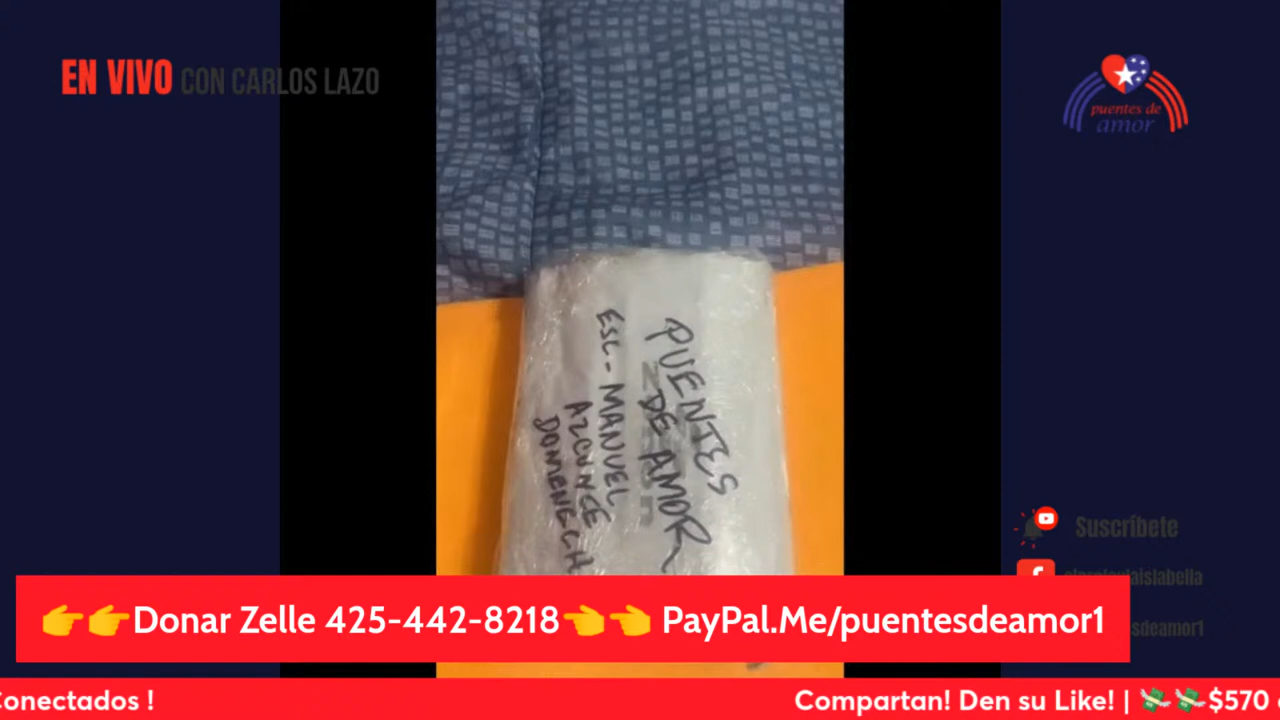 EN VIVO CON CARLOS LAZO
puentes de
amor
PUENTES
DE AMOR
ESC - MANUEL
AZCUNCE
DOMENECH
Suscríbete
👉👉Donar Zelle 425-442-8218👈👈 PayPal.Me/puentesdeamor1
Conectados ! Compartan! Den su Like! | 💸💸$570